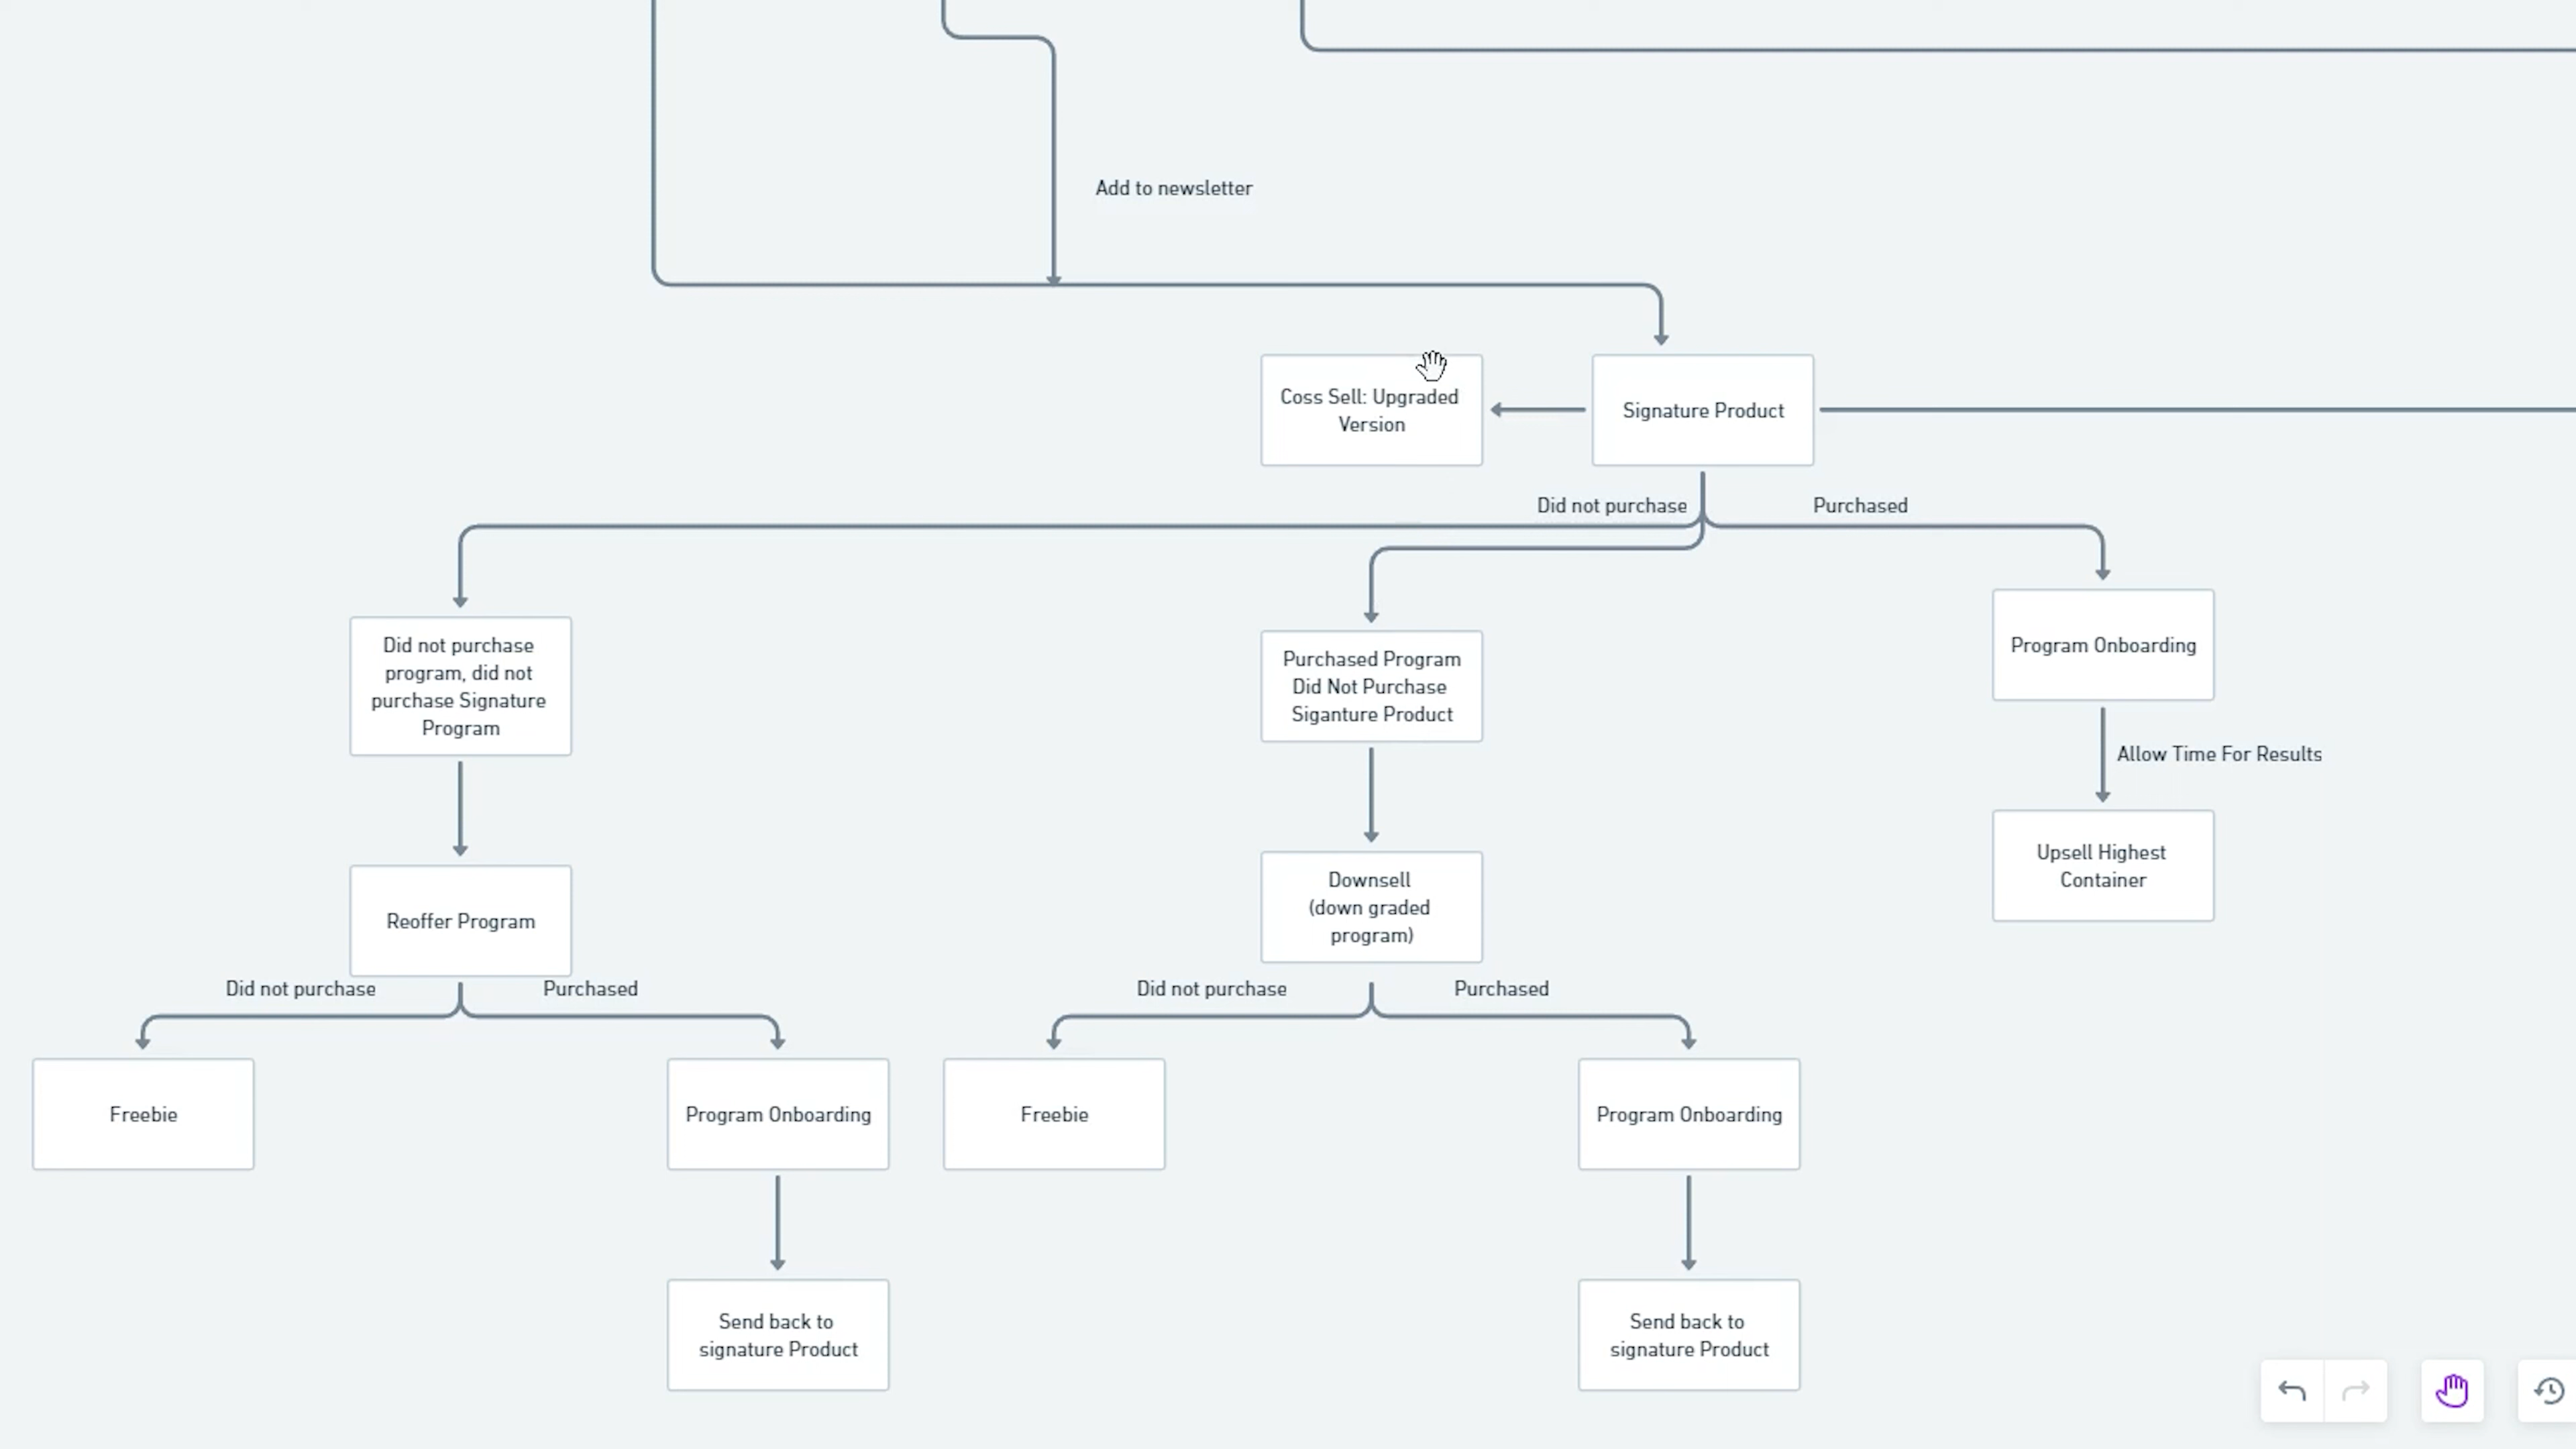 Add to newsletter
Coss Sell: Upgraded
Version
Signature Product
Did not purchase
Purchased
Did not purchase
program, did not
purchase Signature
Program
Purchased Program
Did Not Purchase
Siganture Product
Program Onboarding
Allow Time For Results
Reoffer Program
Downsell
(down graded
program)
Upsell Highest
Container
Did not purchase
Purchased
Did not purchase
Purchased
Freebie
Program Onboarding
Freebie
Program Onboarding
Send back to
signature Product
Send back to
signature Product